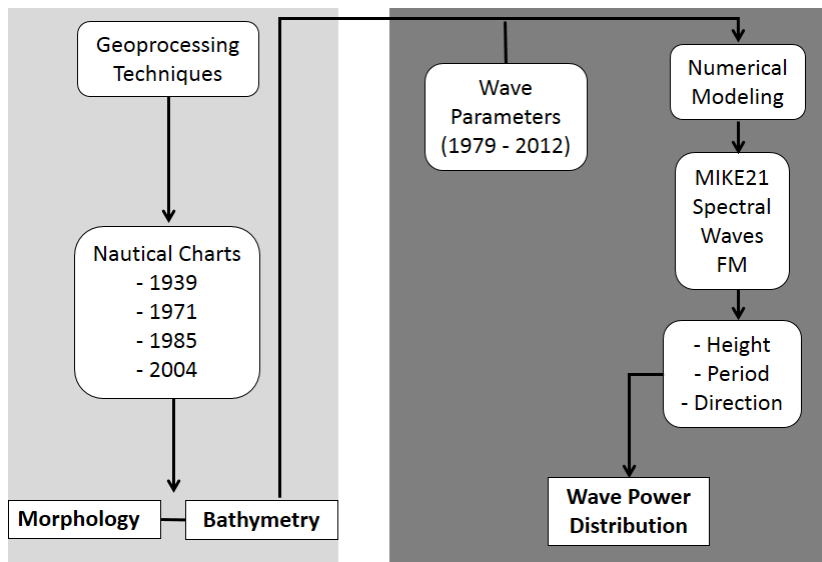 Geoprocessing
Techniques
Nautical Charts
- 1939
- 1971
- 1985
- 2004
Morphology
Bathymetry
Wave
Parameters
(1979 - 2012)
Numerical
Modeling
MIKE21
Spectral
Waves
FM
- Height
- Period
- Direction
Wave Power
Distribution